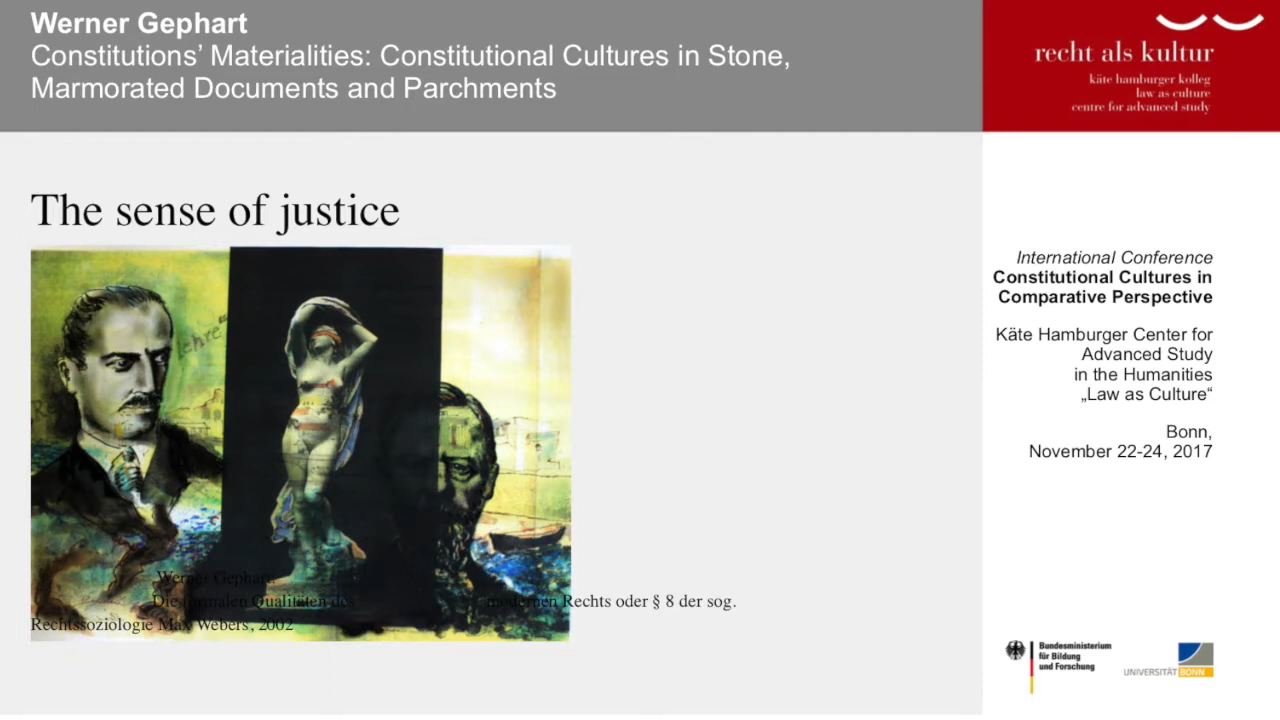 Werner Gephart
Constitutions’ Materialities: Constitutional Cultures in Stone,
Marmorated Documents and Parchments
recht als kultur
käte hamburger kolleg
law as culture
centre for advanced study
The sense of justice
lehre"
Werner Gephart,
Die formalen Qualitäten des modernen Rechts oder § 8 der sog.
Rechtssoziologie Max Webers, 2002
International Conference
Constitutional Cultures in
Comparative Perspective
Käte Hamburger Center for
Advanced Study
in the Humanities
„Law as Culture“
Bonn,
November 22-24, 2017
Bundesministerium
für Bildung
und Forschung
UNIVERSITÄT BONN